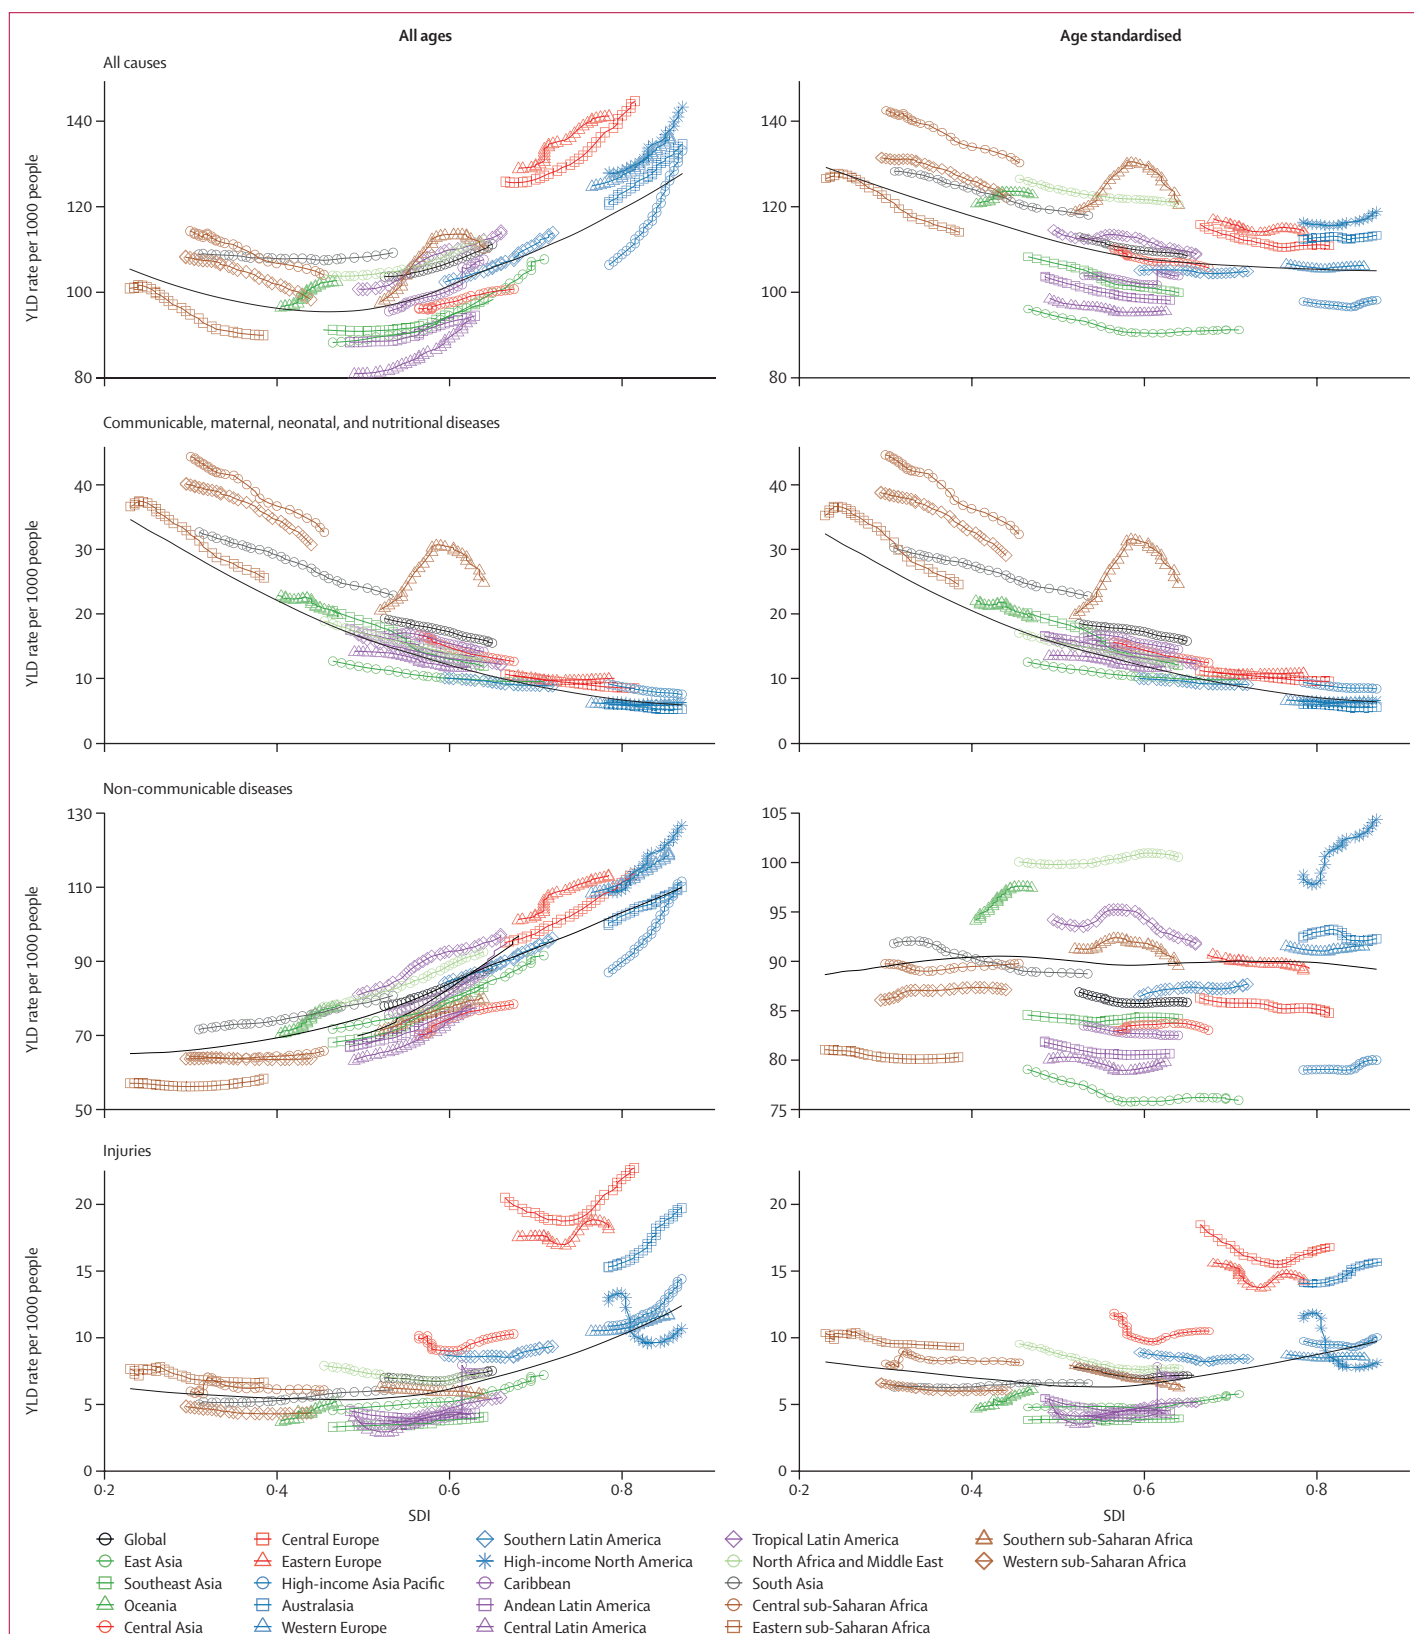 All ages
Age standardised
All causes
YLD rate per 1000 people
140
120
100
80
140
120
100
80
Communicable, maternal, neonatal, and nutritional diseases
YLD rate per 1000 people
40
30
20
10
0
40
30
20
10
0
Non-communicable diseases
YLD rate per 1000 people
130
110
90
70
50
105
100
95
90
85
80
75
Injuries
YLD rate per 1000 people
20
15
10
5
0
20
15
10
5
0
0·2 0·4 0·6 0·8
0·2 0·4 0·6 0·8
SDI
SDI
Global
East Asia
Southeast Asia
Oceania
Central Asia
Central Europe
Eastern Europe
High-income Asia Pacific
Australasia
Western Europe
Southern Latin America
High-income North America
Caribbean
Andean Latin America
Central Latin America
Tropical Latin America
North Africa and Middle East
South Asia
Central sub-Saharan Africa
Eastern sub-Saharan Africa
Southern sub-Saharan Africa
Western sub-Saharan Africa